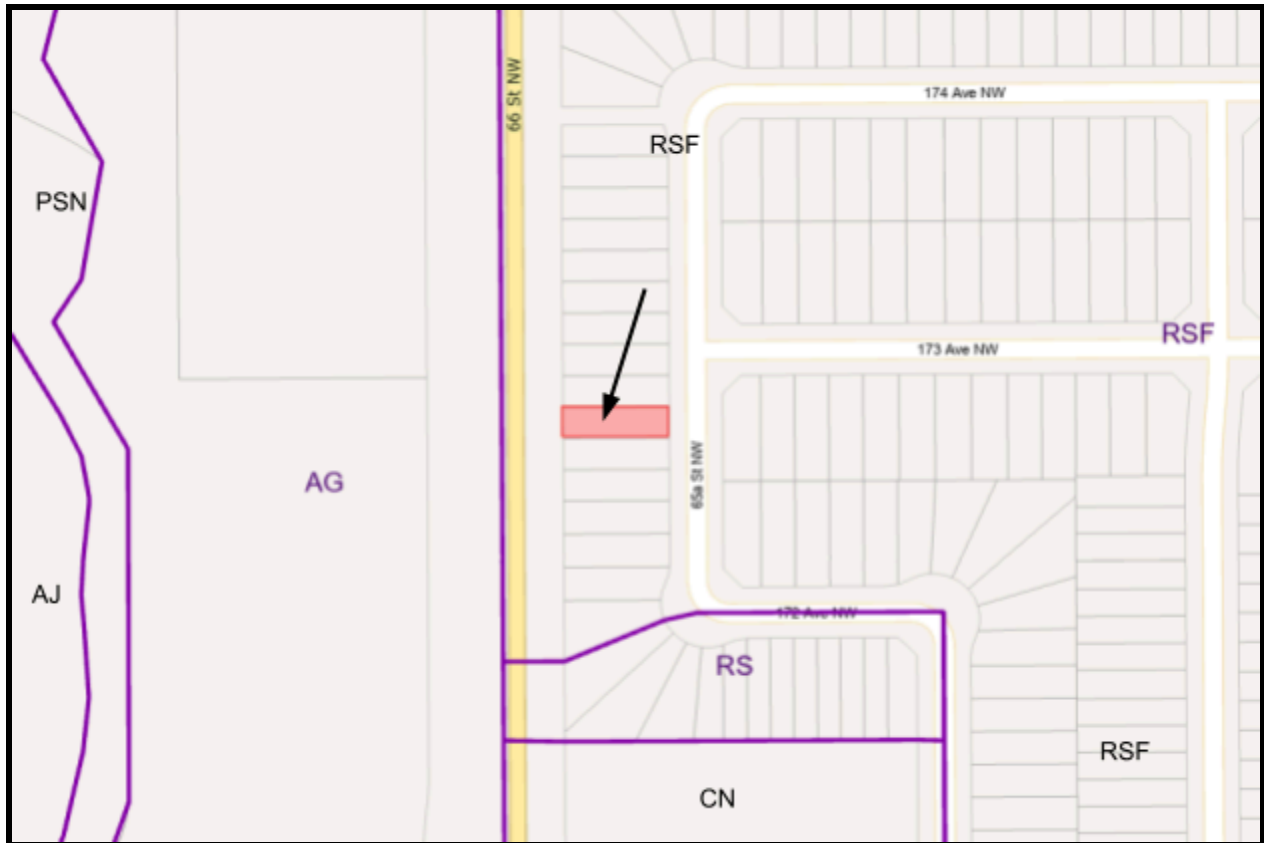 66 St NW
174 Ave NW
RSF
PSN
RSF
173 Ave NW
AG
65a St NW
AJ
172 Ave NW
RS
RSF
CN